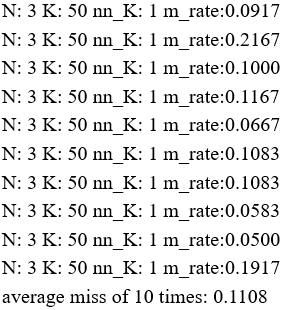 N: 3 K: 50 nn_K: 1 m_rate:0.0917
N: 3 K: 50 nn_K: 1 m_rate:0.2167
N: 3 K: 50 nn_K: 1 m_rate:0.1000
N: 3 K: 50 nn_K: 1 m_rate:0.1167
N: 3 K: 50 nn_K: 1 m_rate:0.0667
N: 3 K: 50 nn_K: 1 m_rate:0.1083
N: 3 K: 50 nn_K: 1 m_rate:0.1083
N: 3 K: 50 nn_K: 1 m_rate:0.0583
N: 3 K: 50 nn_K: 1 m_rate:0.0500
N: 3 K: 50 nn_K: 1 m_rate:0.1917
average miss of 10 times: 0.1108